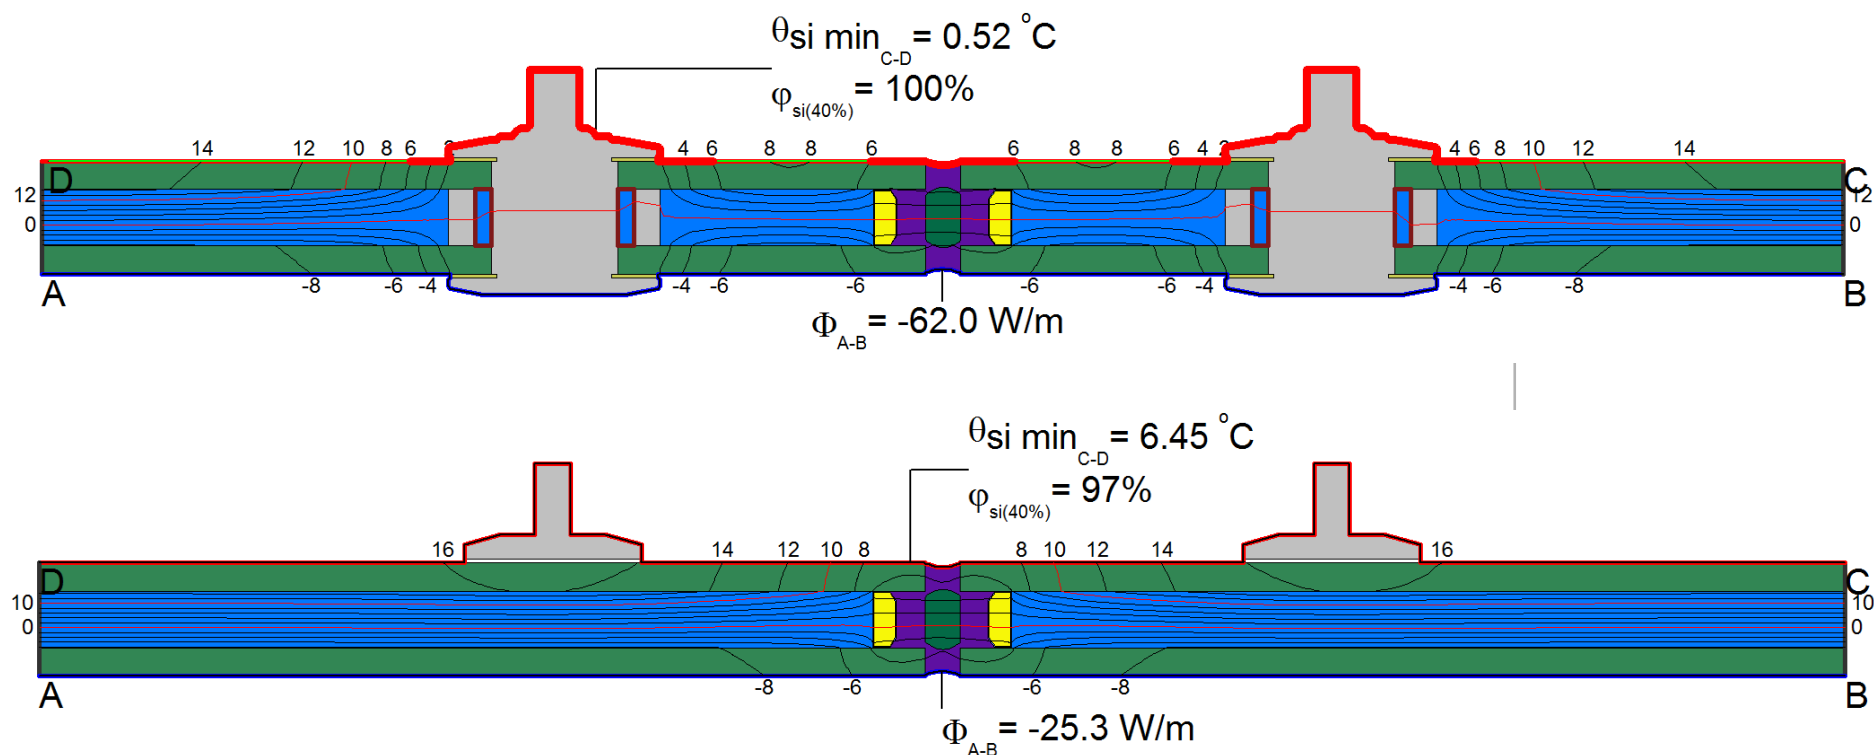 θsi min C-D = 0.52 °C
φsi(40%) = 100%
14 12 10 8 6 4 6 8 8 6 6 8 8 6 4 4 6 8 10 12 14
D C
12 12
0 0
-8 -6 -4 -4 -6 -6 -6 -6 -4 -4 -6 -8
A B
ΦA-B = -62.0 W/m
θsi min C-D = 6.45 °C
φsi(40%) = 97%
16 14 12 10 8 8 10 12 14 16
D C
10 10
0 0
-8 -6 -6 -8
A B
ΦA-B = -25.3 W/m